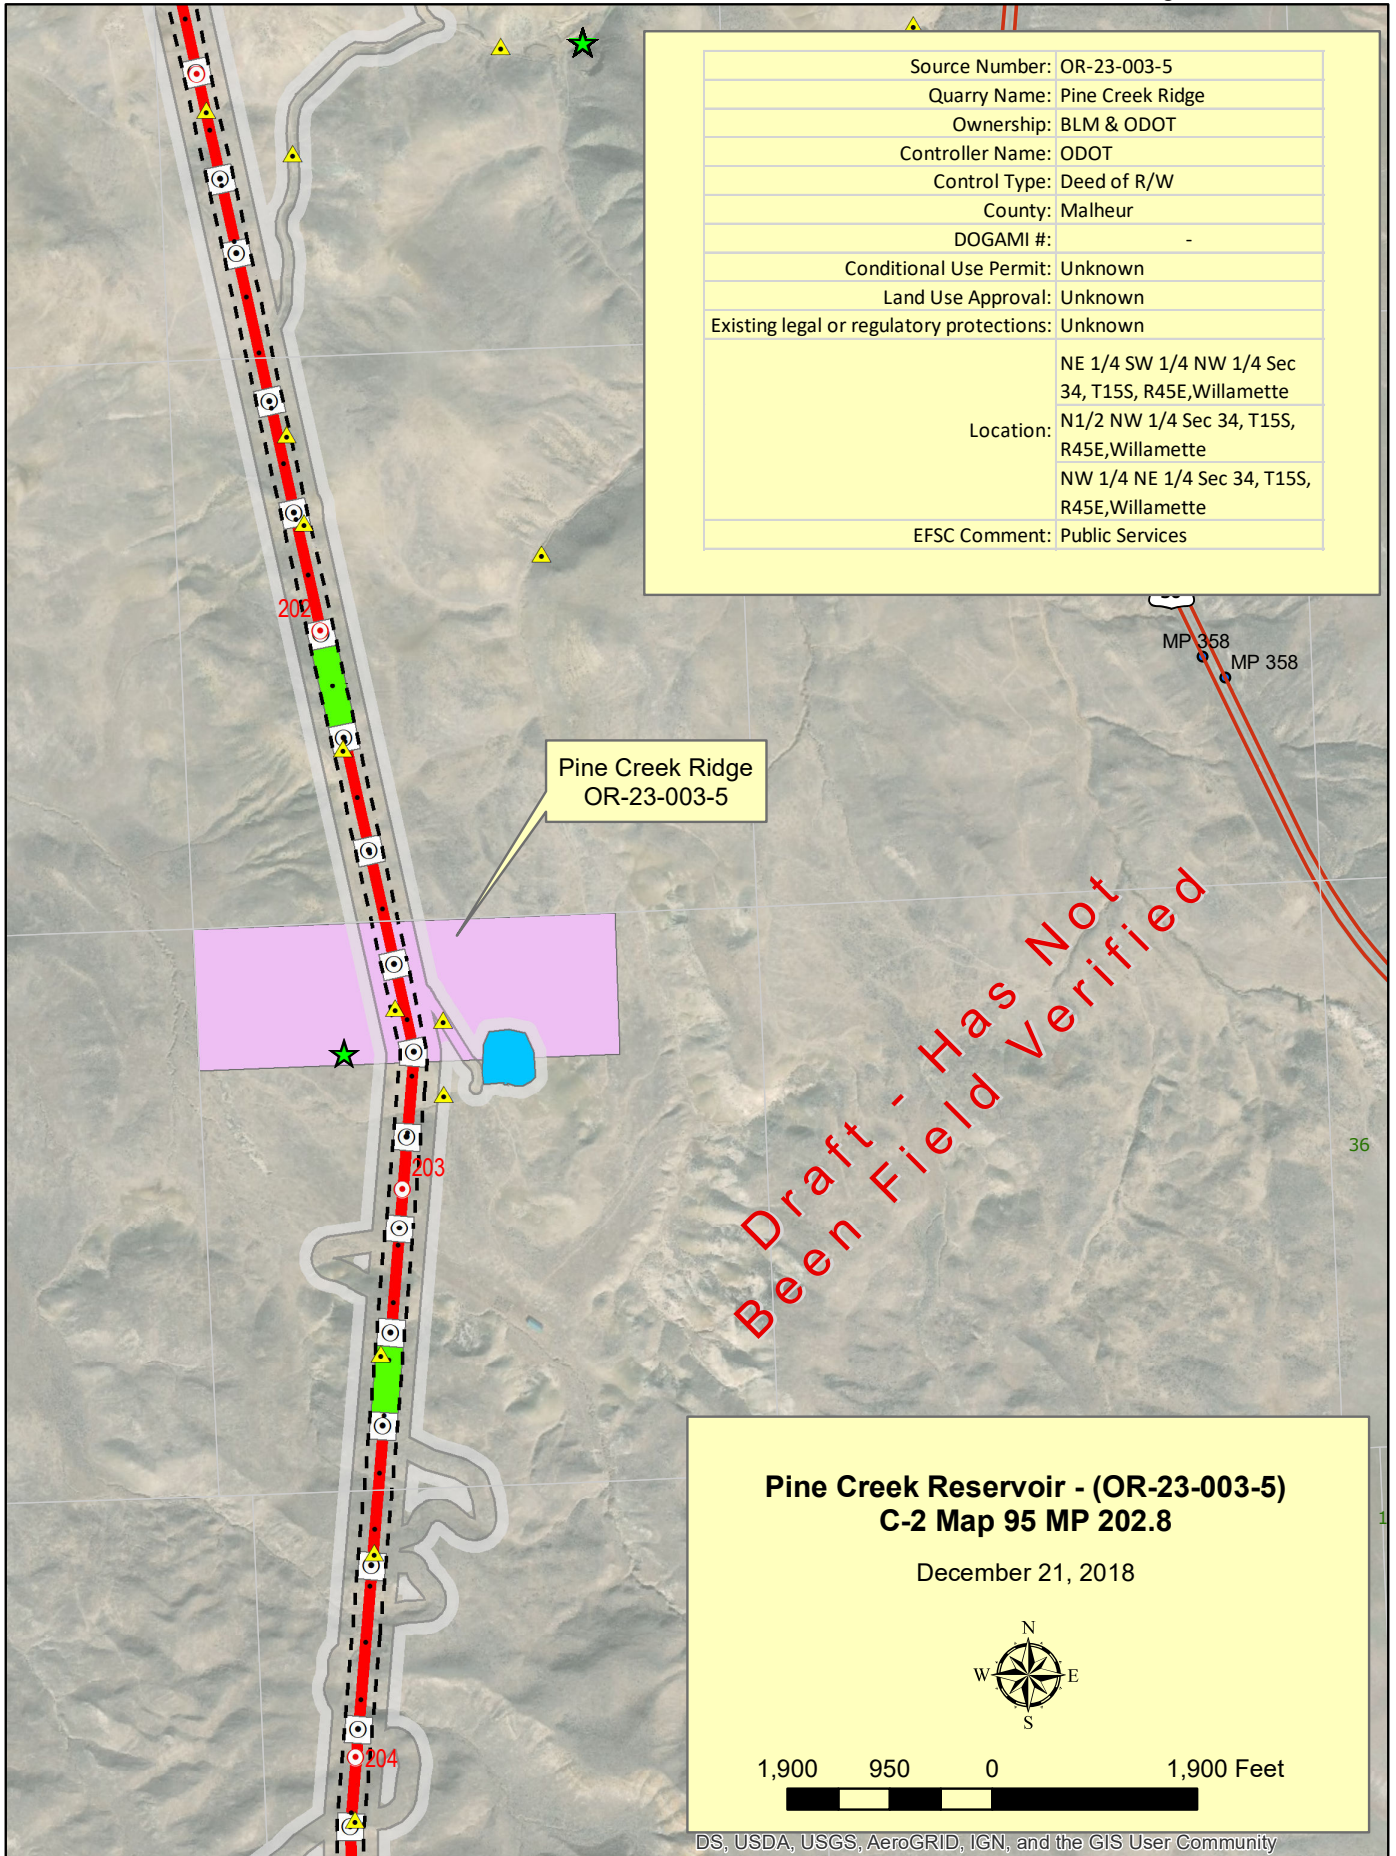 Source Number: OR-23-003-5
Quarry Name: Pine Creek Ridge
Ownership: BLM & ODOT
Controller Name: ODOT
Control Type: Deed of R/W
County: Malheur
DOGAMI #: -
Conditional Use Permit: Unknown
Land Use Approval: Unknown
Existing legal or regulatory protections: Unknown
Location:
NE 1/4 SW 1/4 NW 1/4 Sec
34, T15S, R45E,Willamette
N1/2 NW 1/4 Sec 34, T15S,
R45E,Willamette
NW 1/4 NE 1/4 Sec 34, T15S,
R45E,Willamette
EFSC Comment: Public Services
202
MP 358
MP 358
Pine Creek Ridge
OR-23-003-5
Draft - Has Not
Been Field Verified
36
203
Pine Creek Reservoir - (OR-23-003-5)
C-2 Map 95 MP 202.8
1
December 21, 2018
N
W E
S
204
1,900 950 0 1,900 Feet
DS, USDA, USGS, AeroGRID, IGN, and the GIS User Community